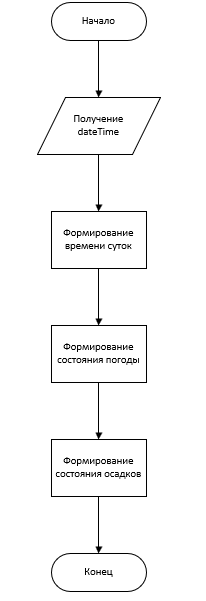 Начало
Получение
dateTime
Формирование
времени суток
Формирование
состояния погоды
Формирование
состояния осадков
Конец